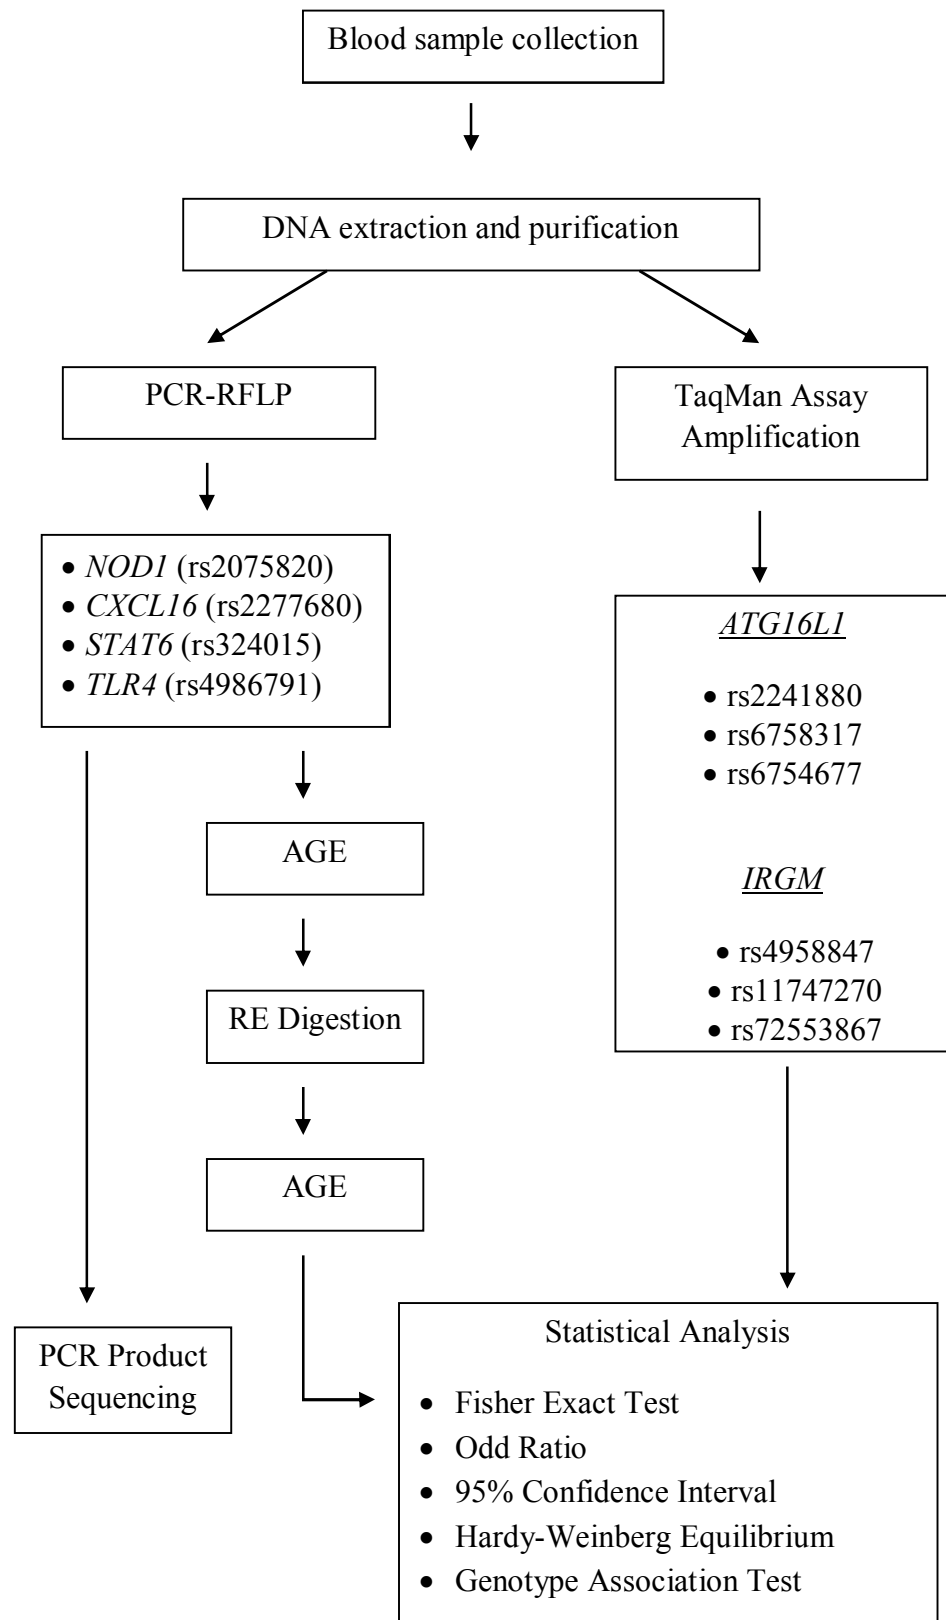 Blood sample collection
DNA extraction and purification
PCR-RFLP
TaqMan Assay
Amplification
• NOD1 (rs2075820)
• CXCL16 (rs2277680)
• STAT6 (rs324015)
• TLR4 (rs4986791)
ATG16L1
• rs2241880
• rs6758317
• rs6754677
IRGM
• rs4958847
• rs11747270
• rs72553867
AGE
RE Digestion
AGE
PCR Product
Sequencing
Statistical Analysis
• Fisher Exact Test
• Odd Ratio
• 95% Confidence Interval
• Hardy-Weinberg Equilibrium
• Genotype Association Test